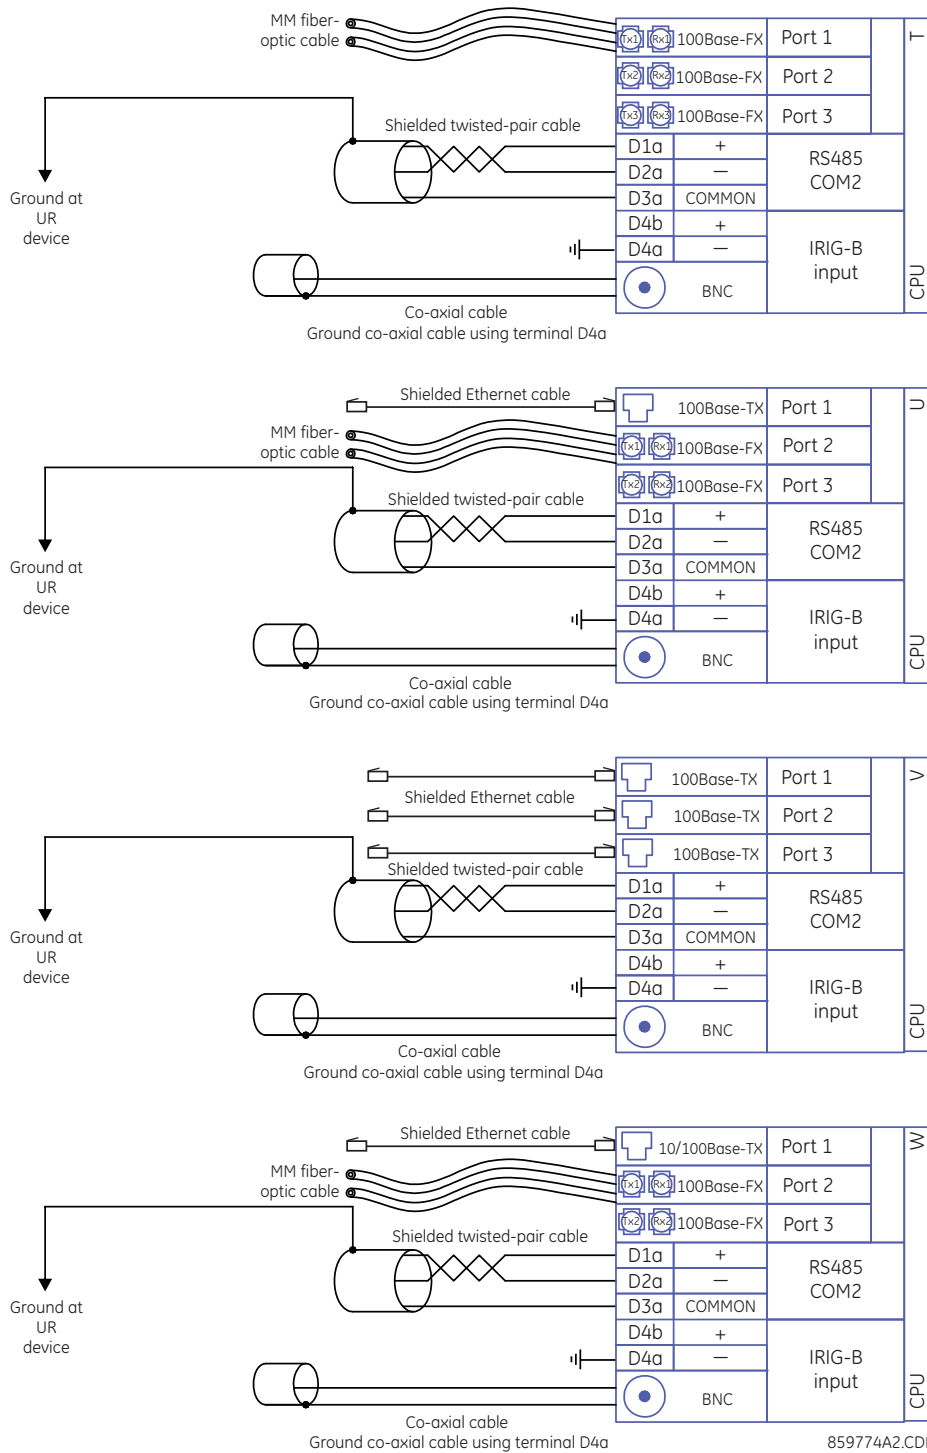 MM fiber-
optic cable
Tx1 Rx1 100Base-FX Port 1 T
Tx2 Rx2 100Base-FX Port 2
Tx3 Rx3 100Base-FX Port 3
Shielded twisted-pair cable
D1a +
D2a —
D3a COMMON
RS485
COM2
Ground at
UR
device
D4b +
D4a —
BNC
IRIG-B
input
CPU
Co-axial cable
Ground co-axial cable using terminal D4a
Shielded Ethernet cable
100Base-TX Port 1 U
MM fiber-
optic cable
Tx1 Rx1 100Base-FX Port 2
Tx2 Rx2 100Base-FX Port 3
Shielded twisted-pair cable
D1a +
D2a —
D3a COMMON
RS485
COM2
Ground at
UR
device
D4b +
D4a —
BNC
IRIG-B
input
CPU
Co-axial cable
Ground co-axial cable using terminal D4a
100Base-TX Port 1 V
Shielded Ethernet cable
100Base-TX Port 2
100Base-TX Port 3
Shielded twisted-pair cable
D1a +
D2a —
D3a COMMON
RS485
COM2
Ground at
UR
device
D4b +
D4a —
BNC
IRIG-B
input
CPU
Co-axial cable
Ground co-axial cable using terminal D4a
Shielded Ethernet cable
10/100Base-TX Port 1 W
MM fiber-
optic cable
Tx1 Rx1 100Base-FX Port 2
Tx2 Rx2 100Base-FX Port 3
Shielded twisted-pair cable
D1a +
D2a —
D3a COMMON
RS485
COM2
Ground at
UR
device
D4b +
D4a —
BNC
IRIG-B
input
CPU
Co-axial cable
Ground co-axial cable using terminal D4a